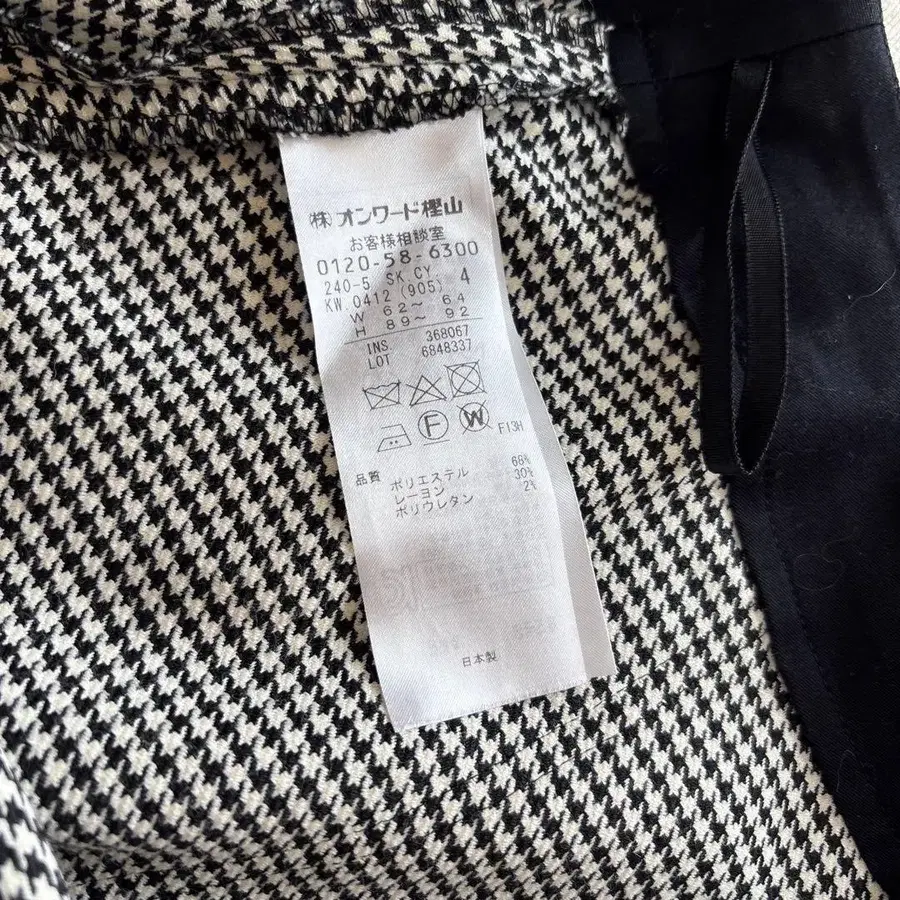 ㈱オンワード樫山
お客様相談室
0120-58-6300
240-5 SK.CY. 4
KW 0412 (905)
W 62〜 64
H 89〜 92
INS. 368067
LOT 6848337
F W F13H
品質 ポリエステル 68%
レーヨン 30%
ポリウレタン 2%
日本製